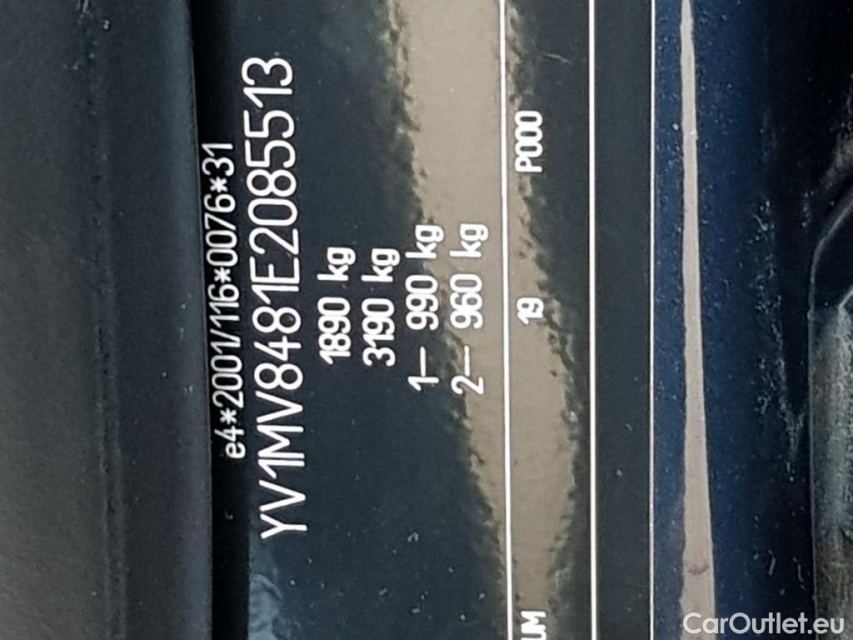 e4*2001/116*0076*31
YV1MV8481E2085513
1890 kg
3190 kg
1– 990 kg
2– 960 kg
19 P000
CarOutlet.eu